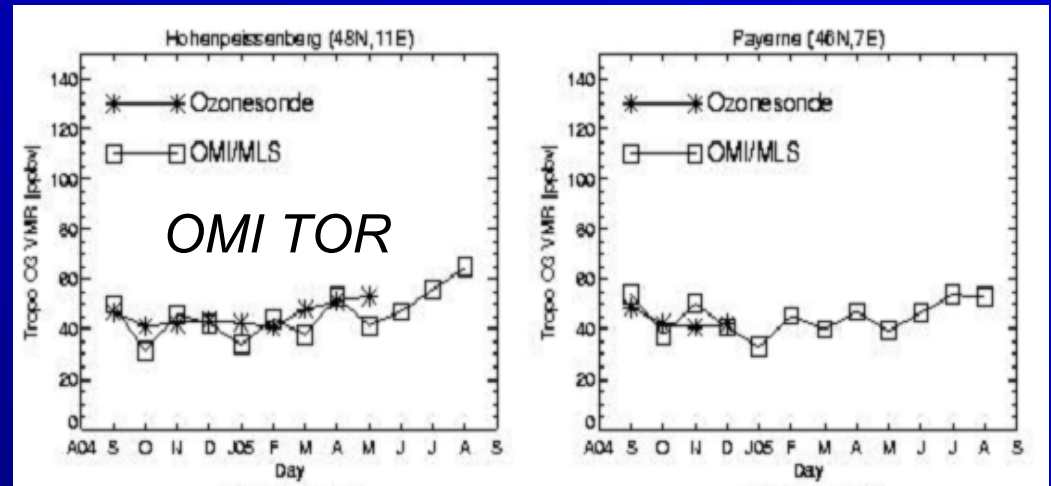 Hohenpeissenberg (48N,11E)
140
120
100
80
60
40
20
0
Tropo O3 VMR [ppbv]
Ozonesonde
OMI/MLS
OMI TOR
A04 S O N D J05 F M A M J J A S
Day
Payerne (46N,7E)
140
120
100
80
60
40
20
0
Tropo O3 VMR [ppbv]
Ozonesonde
OMI/MLS
A04 S O N D J05 F M A M J J A S
Day